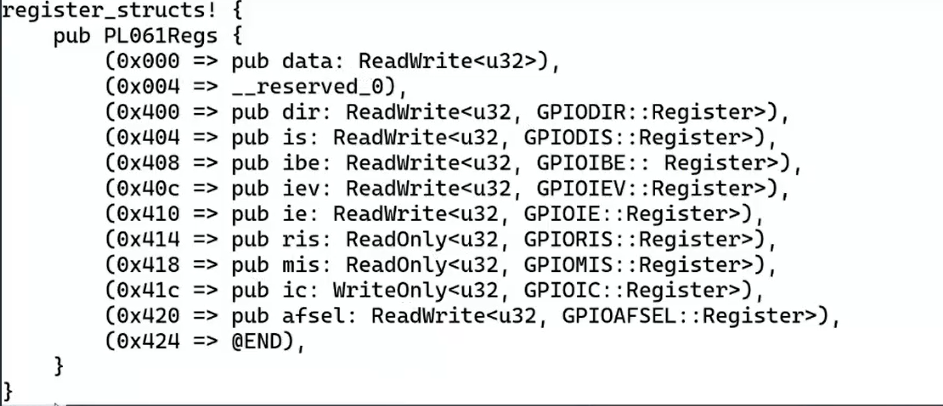 register_structs! {
    pub PL061Regs {
        (0x000 => pub data: ReadWrite<u32>),
        (0x004 => __reserved_0),
        (0x400 => pub dir: ReadWrite<u32, GPIODIR::Register>),
        (0x404 => pub is: ReadWrite<u32, GPIODIS::Register>),
        (0x408 => pub ibe: ReadWrite<u32, GPIOIBE:: Register>),
        (0x40c => pub iev: ReadWrite<u32, GPIOIEV::Register>),
        (0x410 => pub ie: ReadWrite<u32, GPIOIE::Register>),
        (0x414 => pub ris: ReadOnly<u32, GPIORIS::Register>),
        (0x418 => pub mis: ReadOnly<u32, GPIOMIS::Register>),
        (0x41c => pub ic: WriteOnly<u32, GPIOIC::Register>),
        (0x420 => pub afsel: ReadWrite<u32, GPIOAFSEL::Register>),
        (0x424 => @END),
    }
}